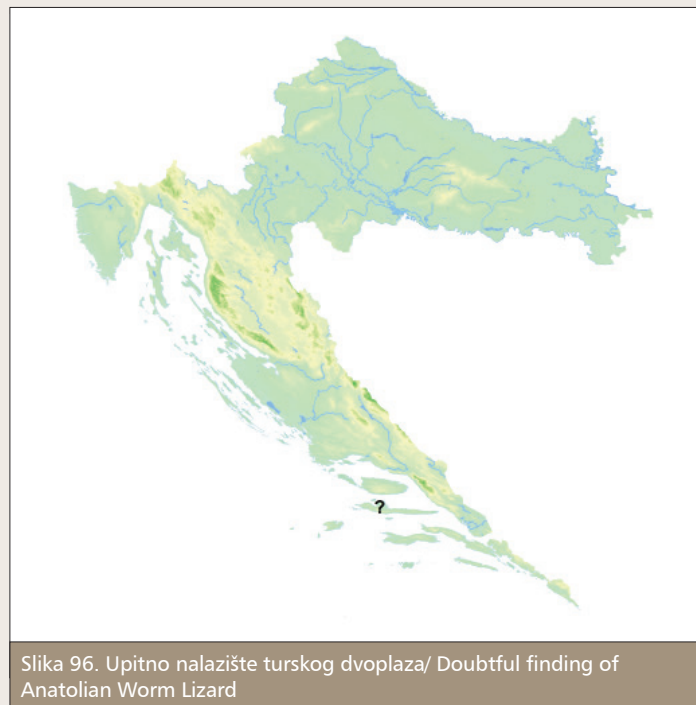 ?
Slika 96. Upitno nalazište turskog dvoplaza/ Doubtful finding of
Anatolian Worm Lizard